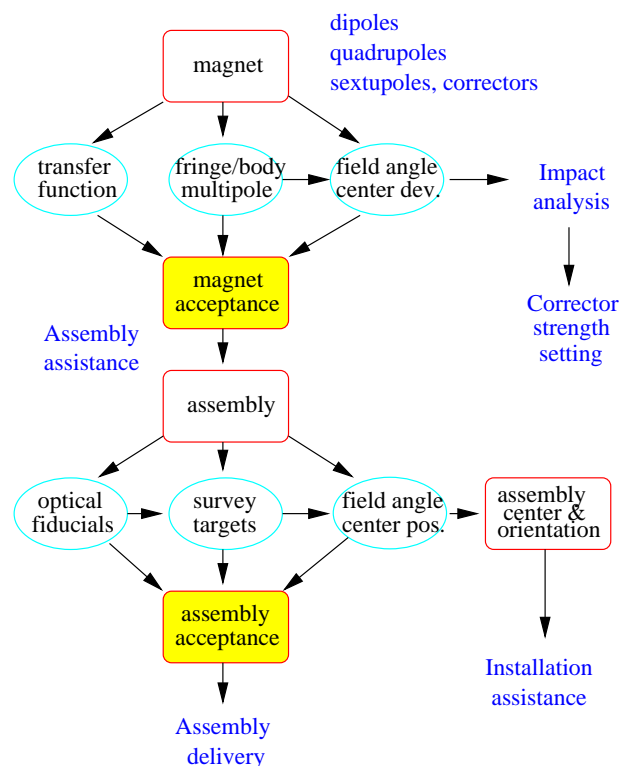 dipoles
quadrupoles
sextupoles, correctors
magnet
transfer
function
fringe/body
multipole
field angle
center dev.
Impact
analysis
magnet
acceptance
Corrector
strength
setting
Assembly
assistance
assembly
optical
fiducials
survey
targets
field angle
center pos.
assembly
center &
orientation
assembly
acceptance
Installation
assistance
Assembly
delivery